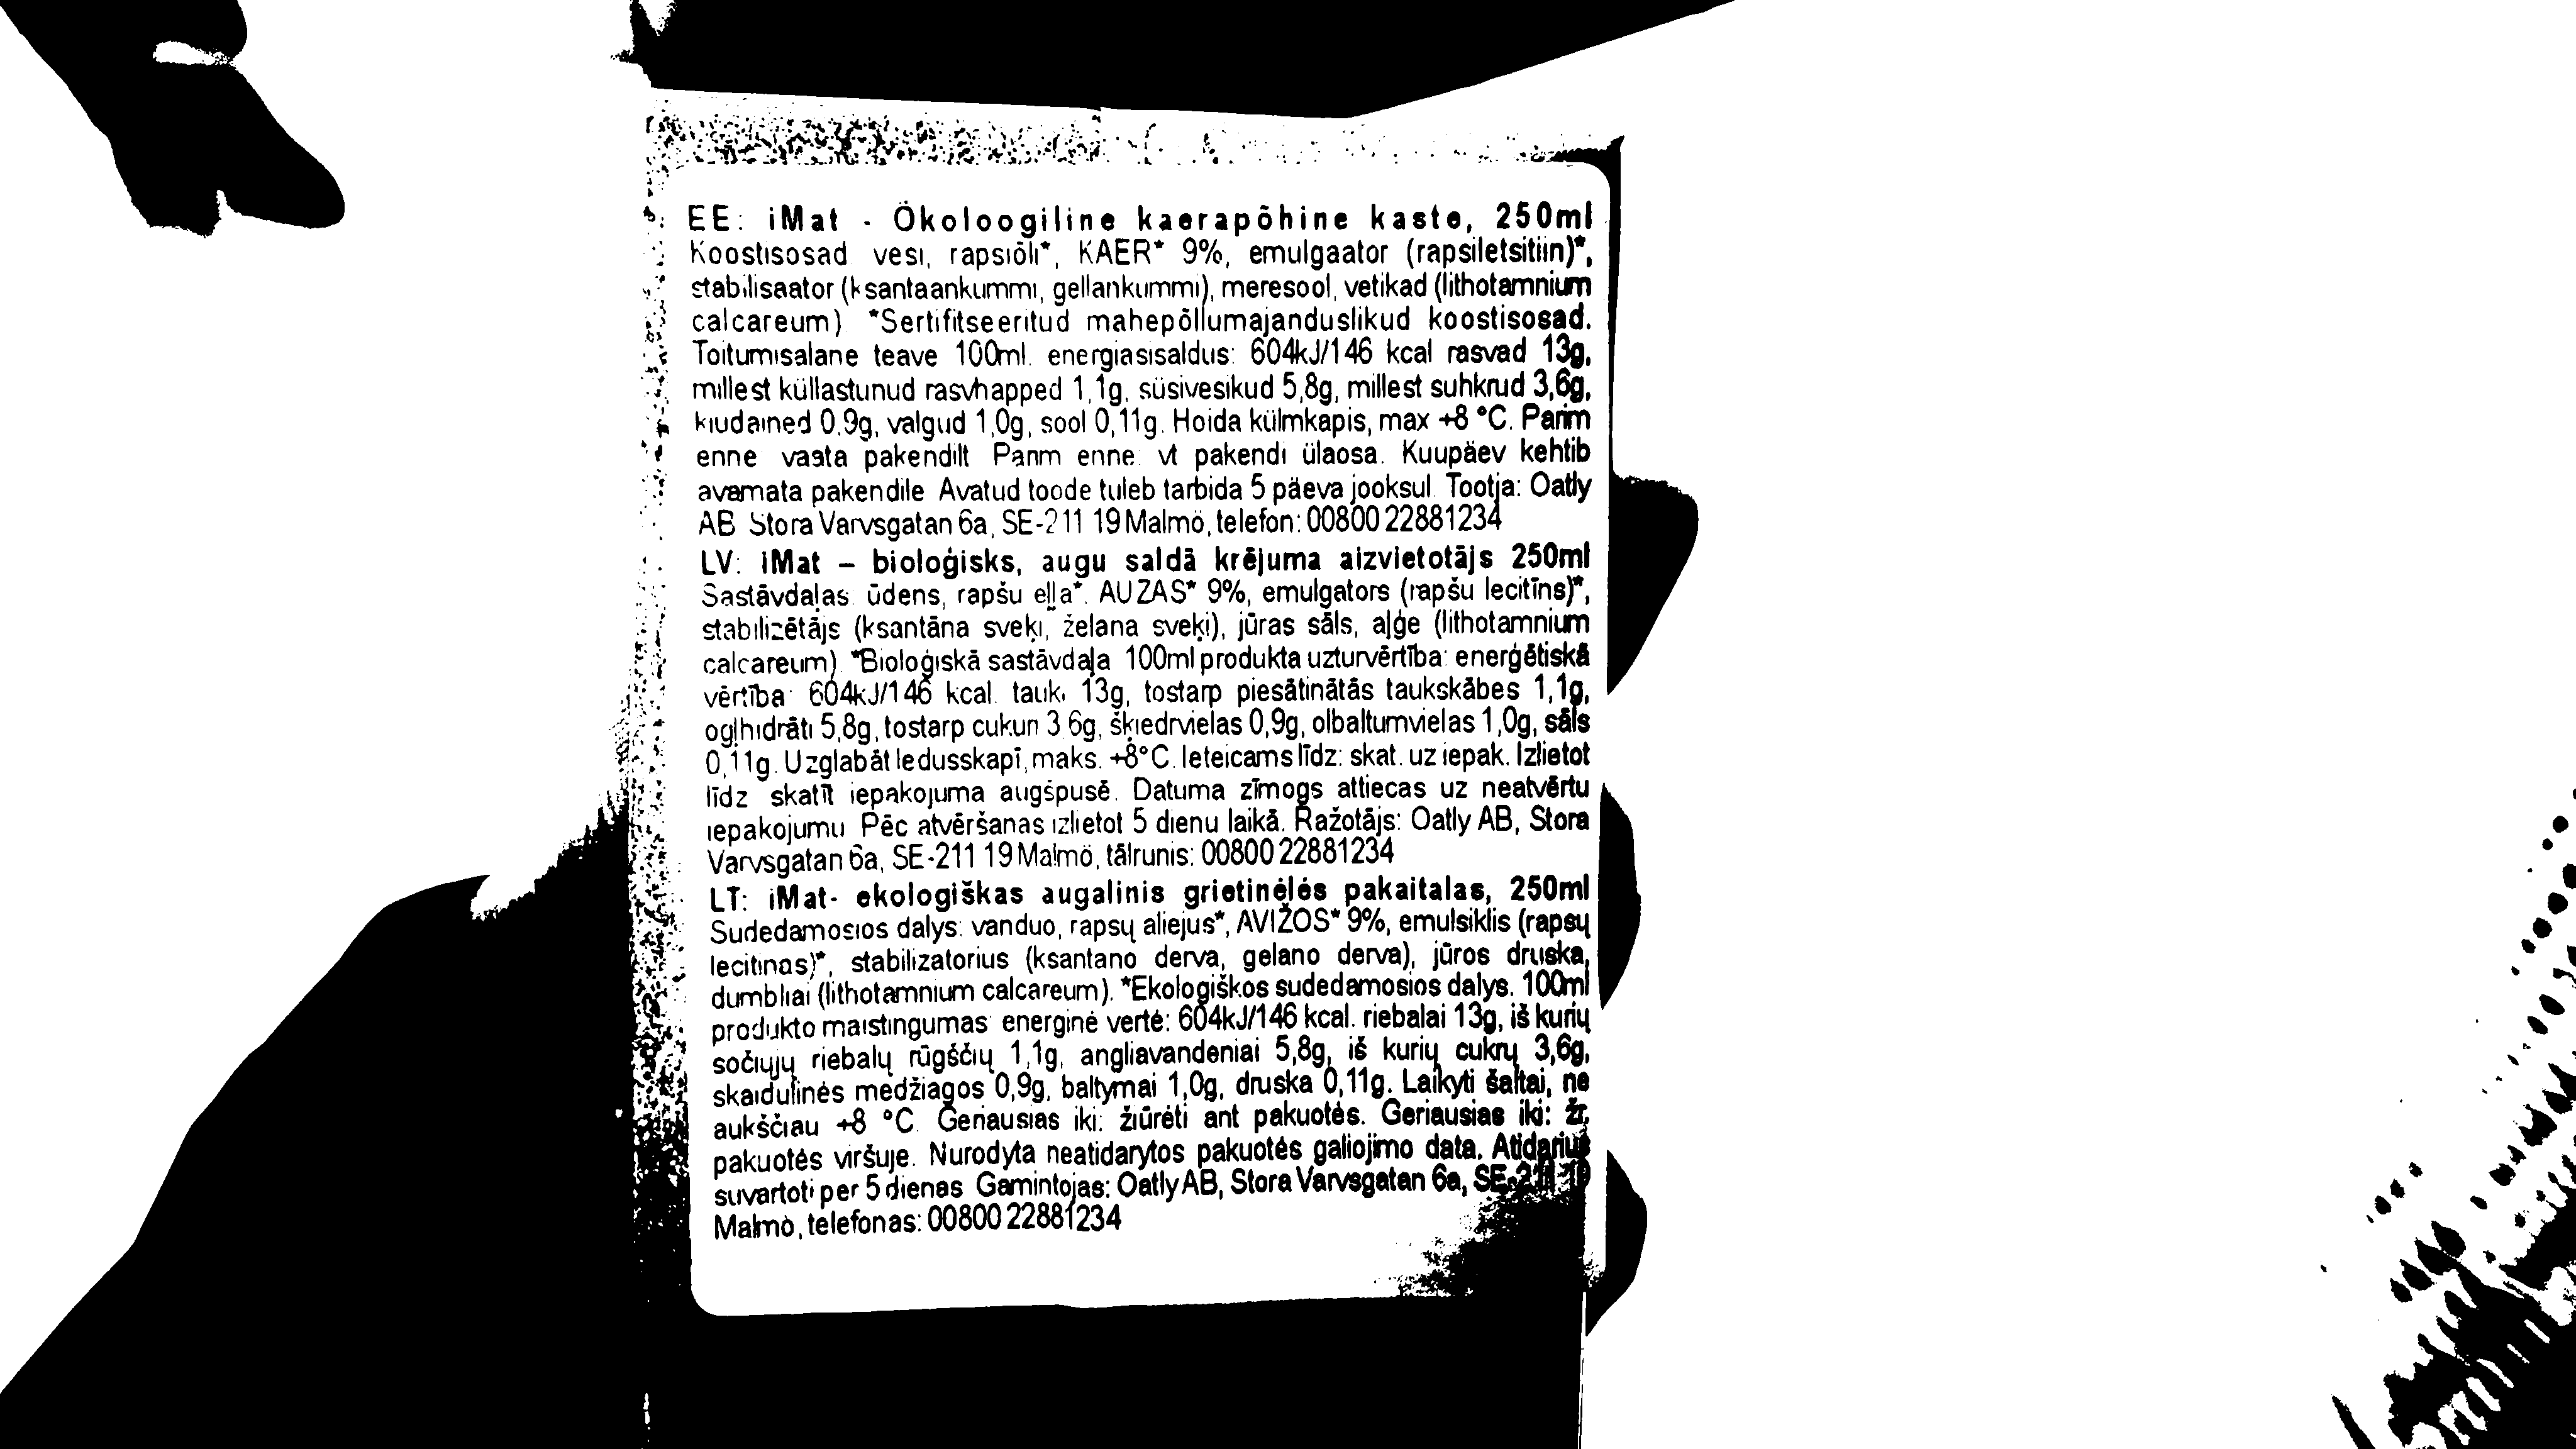 EE: iMat - Ökoloogiline kaerapõhine kaste, 250ml
Koostisosad: vesi, rapsiõli*, KAER* 9%, emulgaator (rapsiletsitiin)*,
stabilisaator (ksantaankummi, gellankummi), meresool, vetikad (lithotamnium
calcareum) *Sertifitseeritud mahepõllumajanduslikud koostisosad.
Toitumisalane teave 100ml. energiasisaldus: 604kJ/146 kcal rasvad 13g,
millest küllastunud rasvhapped 1,1g, süsivesikud 5,8g, millest suhkrud 3,6g,
kiudained 0,9g, valgud 1,0g, sool 0,11g. Hoida külmkapis, max +8 °C. Parim
enne vaata pakendilt Parim enne: vt pakendi ülaosa. Kuupäev kehtib
avamata pakendile Avatud toode tuleb tarbida 5 päeva jooksul. Tootja: Oatly
AB Stora Varvsgatan 6a, SE-211 19 Malmö, telefon: 00800 22881234
LV: iMat – bioloģisks, augu saldā krējuma aizvietotājs 250ml
Sastāvdaļas: ūdens, rapšu eļļa*, AUZAS* 9%, emulgators (rapšu lecitīns)*,
stabilizētājs (ksantāna sveķi, želana sveķi), jūras sāls, aļģe (lithotamnium
calcareum) *Bioloģiskā sastāvdaļa 100ml produkta uzturvērtība: enerģētiskā
vērtība: 604kJ/146 kcal. tauki 13g, tostarp piesātinātās taukskābes 1,1g,
ogļhidrāti 5,8g, tostarp cukuri 3,6g, šķiedrvielas 0,9g, olbaltumvielas 1,0g, sāls
0,11g. Uzglabāt ledusskapī, maks. +8°C. Ieteicams līdz: skat. uz iepak. Izlietot
līdz skatīt iepakojuma augšpusē. Datuma zīmogs attiecas uz neatvērtu
iepakojumu Pēc atvēršanas izlietot 5 dienu laikā. Ražotājs: Oatly AB, Stora
Varvsgatan 6a, SE-211 19 Malmö, tālrunis: 00800 22881234
LT: iMat- ekologiškas augalinis grietinėlės pakaitalas, 250ml
Sudedamosios dalys: vanduo, rapsų aliejus*, AVIŽOS* 9%, emulsiklis (rapsų
lecitinas)*, stabilizatorius (ksantano derva, gelano derva), jūros druska,
dumbliai (lithotamnium calcareum). *Ekologiškos sudedamosios dalys. 100ml
produkto maistingumas: energinė vertė: 604kJ/146 kcal. riebalai 13g, iš kurių
sočiųjų riebalų rūgščių 1,1g, angliavandeniai 5,8g, iš kurių cukrų 3,6g,
skaidulinės medžiagos 0,9g, baltymai 1,0g, druska 0,11g. Laikyti šaltai, ne
aukščiau +8 °C. Geriausias iki: žiūrėti ant pakuotės. Geriausias iki: žr.
pakuotės viršuje. Nurodyta neatidarytos pakuotės galiojimo data. Atidarius
suvartoti per 5 dienas Gamintojas: Oatly AB, Stora Varvsgatan 6a, SE-211 19
Malmö, telefonas: 00800 22881234